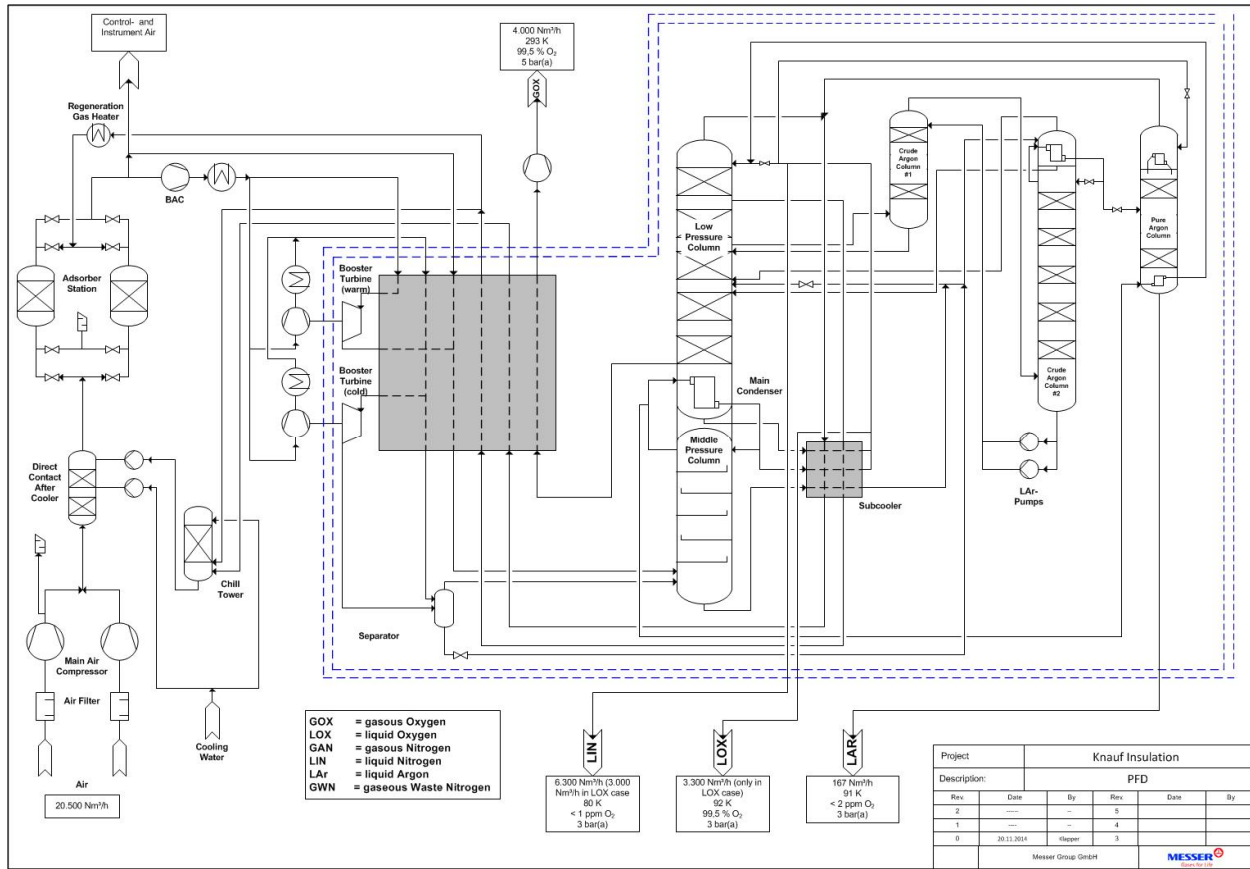 Control- and
Instrument Air
4.000 Nm³/h
293 K
99,5 % O₂
5 bar(a)
GOX
Regeneration
Gas Heater
BAC
Adsorber
Station
Booster
Turbine
(warm)
Booster
Turbine
(cold)
Low
Pressure
Column
Crude
Argon
Column
#1
Pure
Argon
Column
Crude
Argon
Column
#2
Main
Condenser
Middle
Pressure
Column
Subcooler
LAr-
Pumps
Direct
Contact
After
Cooler
Chill
Tower
Separator
Main Air
Compressor
Air Filter
Cooling
Water
Air
20.500 Nm³/h
GOX = gasous Oxygen
LOX = liquid Oxygen
GAN = gasous Nitrogen
LIN = liquid Nitrogen
LAr = liquid Argon
GWN = gaseous Waste Nitrogen
LIN
6.300 Nm³/h (3.000
Nm³/h in LOX case
80 K
< 1 ppm O₂
3 bar(a)
LOX
3.300 Nm³/h (only in
LOX case)
92 K
99,5 % O₂
3 bar(a)
LAR
167 Nm³/h
91 K
< 2 ppm O₂
3 bar(a)
Project Knauf Insulation
Description: PFD
Rev. Date By Rev. Date By
2 ----- -- 5
1 ---- -- 4
0 20.11.2014 Klapper 3
Messer Group GmbH
MESSER
Gases for Life